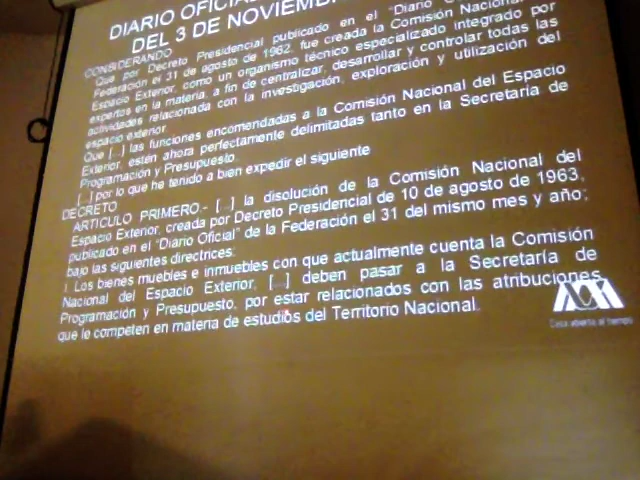 DIARIO OFICIAL
DEL 3 DE NOVIEMB
CONSIDERANDO
Que por Decreto Presidencial publicado en el "Diario
Federación el 31 de agosto de 1962, fue creada la Comisión Nacional
Espacio Exterior, como un organismo técnico especializado integrado por
expertos en la materia, a fin de centralizar, desarrollar y controlar todas las
actividades relacionada con la investigación, exploración y utilización del
espacio exterior.
Que [...] las funciones encomendadas a la Comisión Nacional del Espacio
Exterior, estén ahora perfectamente delimitadas tanto en la Secretaría de
Programación y Presupuesto.
[...] por lo que he tenido a bien expedir el siguiente
DECRETO
ARTICULO PRIMERO.- [...] la disolución de la Comisión Nacional del
Espacio Exterior, creada por Decreto Presidencial de 10 de agosto de 1963,
publicado en el "Diario Oficial" de la Federación el 31 del mismo mes y año;
bajo las siguientes directrices:
I. Los bienes muebles e inmuebles con que actualmente cuenta la Comisión
Nacional del Espacio Exterior, [...] deben pasar a la Secretaría de
Programación y Presupuesto, por estar relacionados con las atribuciones
que le competen en materia de estudios del Territorio Nacional.
Casa abierta al tiempo